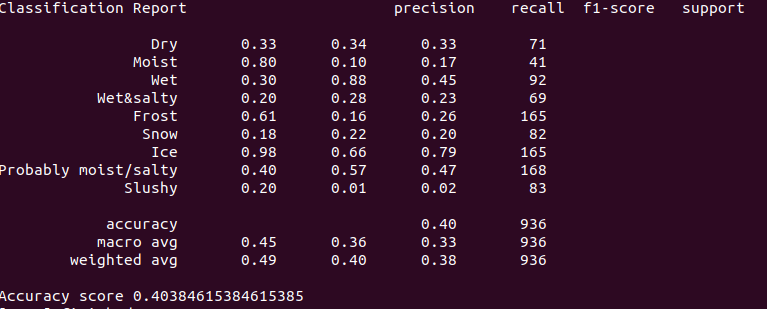 Classification Report precision recall f1-score support
Dry 0.33 0.34 0.33 71
Moist 0.80 0.10 0.17 41
Wet 0.30 0.88 0.45 92
Wet&salty 0.20 0.28 0.23 69
Frost 0.61 0.16 0.26 165
Snow 0.18 0.22 0.20 82
Ice 0.98 0.66 0.79 165
Probably moist/salty 0.40 0.57 0.47 168
Slushy 0.20 0.01 0.02 83
accuracy 0.40 936
macro avg 0.45 0.36 0.33 936
weighted avg 0.49 0.40 0.38 936
Accuracy score 0.40384615384615385